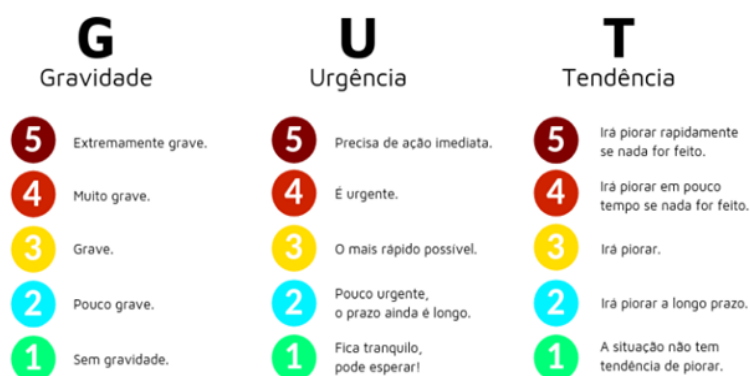 G
Gravidade
5 Extremamente grave.
4 Muito grave.
3 Grave.
2 Pouco grave.
1 Sem gravidade.
U
Urgência
5 Precisa de ação imediata.
4 É urgente.
3 O mais rápido possível.
2 Pouco urgente,
o prazo ainda é longo.
1 Fica tranquilo,
pode esperar!
T
Tendência
5 Irá piorar rapidamente
se nada for feito.
4 Irá piorar em pouco
tempo se nada for feito.
3 Irá piorar.
2 Irá piorar a longo prazo.
1 A situação não tem
tendência de piorar.